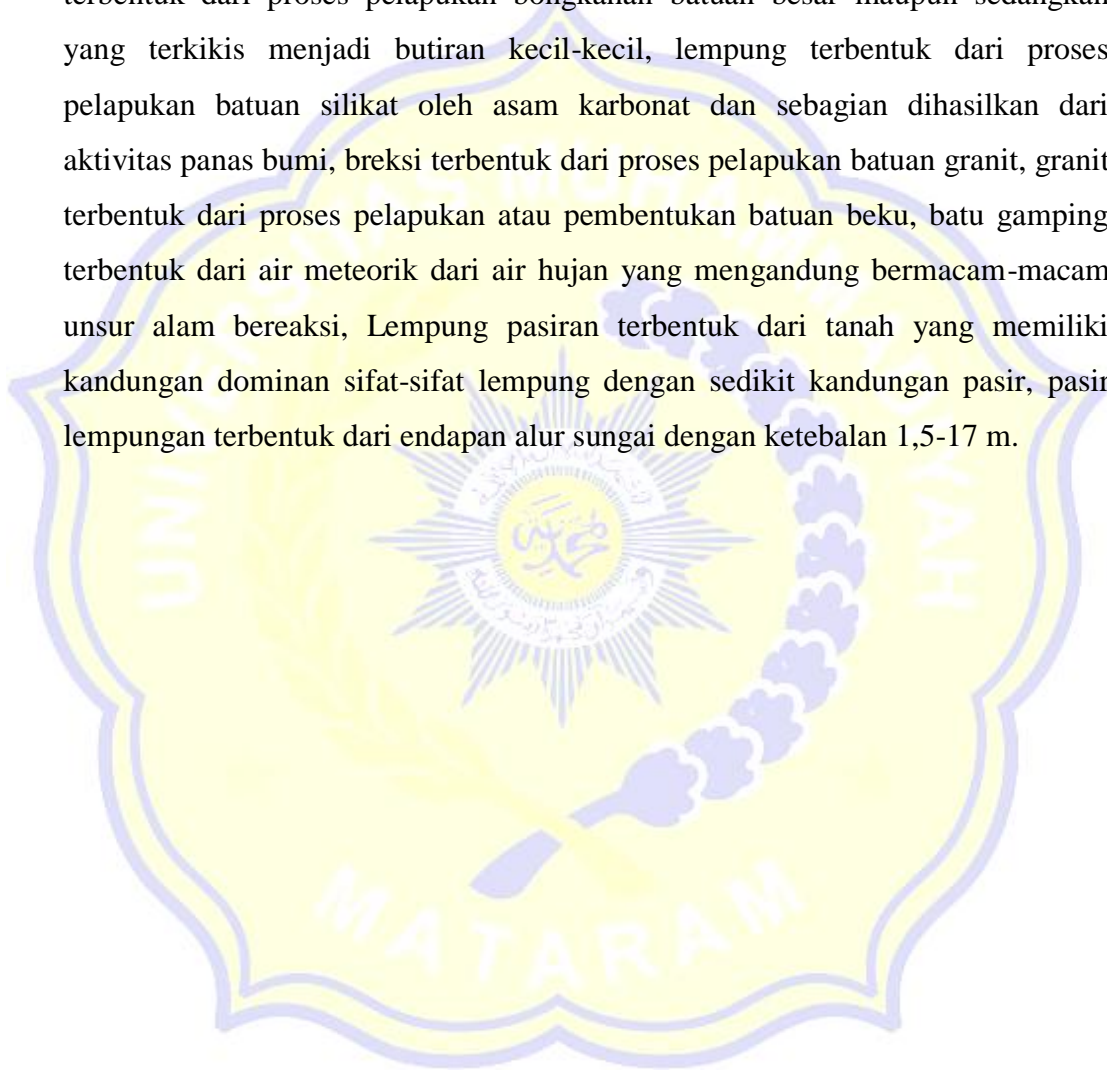 terbentuk dari proses pelapukan bongkahan batuan besar maupun sedangkan
yang terkikis menjadi butiran kecil-kecil, lempung terbentuk dari proses
pelapukan batuan silikat oleh asam karbonat dan sebagian dihasilkan dari
aktivitas panas bumi, breksi terbentuk dari proses pelapukan batuan granit, granit
terbentuk dari proses pelapukan atau pembentukan batuan beku, batu gamping
terbentuk dari air meteorik dari air hujan yang mengandung bermacam-macam
unsur alam bereaksi, Lempung pasiran terbentuk dari tanah yang memiliki
kandungan dominan sifat-sifat lempung dengan sedikit kandungan pasir, pasir
lempungan terbentuk dari endapan alur sungai dengan ketebalan 1,5-17 m.
UNIVERSITAS MUHAMMADIYAH
MATARAM